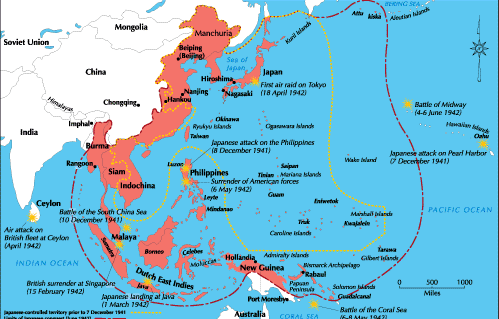 BERING SEA
Attu
kiska
Aleutian Islands
Mongolia
Manchuria
Soviet Union
Kuril Islands
Beiping
(Beijing)
Sea of
Japan
Japan
China
Hiroshima
First air raid on Tokyo
(18 April 1942)
Nanjing
Nagasaki
Himalayas
Chongqing
Hankou
Battle of Midway
(4-6 June 1942)
Okinawa
Ryukyu Islands
Ogasawara Islands
Imphal
Taiwan
Hawaiian Islands
Oahu
India
Burma
Japanese attack on the Philippines
(8 December 1941)
Japanese attack on Pearl Harbor
(7 December 1941)
Rangoon
Luzon
Wake Island
Siam
Saipan
Philippines
Tinian
Mariana Islands
Indochina
Surrender of American forces
(6 May 1942)
Guam
Eniwetok
Leyte
Ceylon
Battle of the South China Sea
(10 December 1941)
Mindanao
Marshall Islands
Kwajalein
PACIFIC OCEAN
Truk
Caroline Islands
Air attack on
British fleet at Ceylon
(April 1942)
Malaya
Tarawa
Gilbert Islands
Borneo
Celebes
Moluccas
Admiralty Islands
Hollandia
INDIAN OCEAN
Sumatra
New Guinea
Bismarck Archipelago
Rabaul
Dutch East Indies
British surrender at Singapore
(15 February 1942)
Java
Papuan
Peninsula
Solomon Islands
Guadalcanal
0
500
Miles
Japanese landing at Java
(1 March 1942)
Port Moresby
Battle of the Coral Sea
(6-8 May 1942)
Japanese-controlled territory prior to 7 December 1941
Australia
CORAL SEA